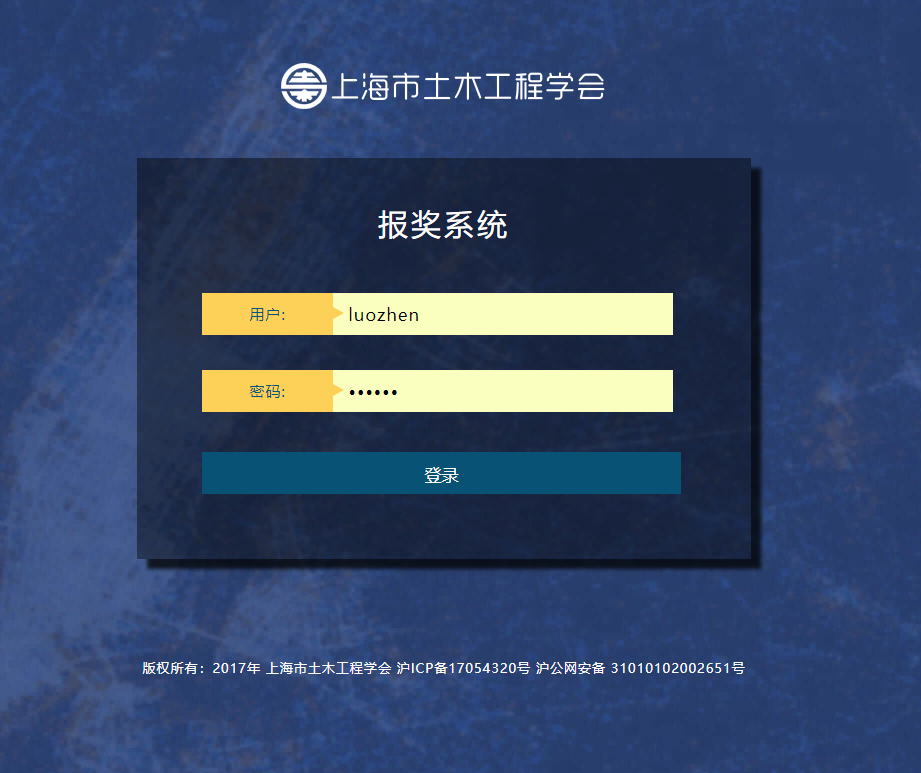 上海市土木工程学会
报奖系统
用户: luozhen
密码: ••••••
登录
版权所有：2017年 上海市土木工程学会 沪ICP备17054320号 沪公网安备 31010102002651号